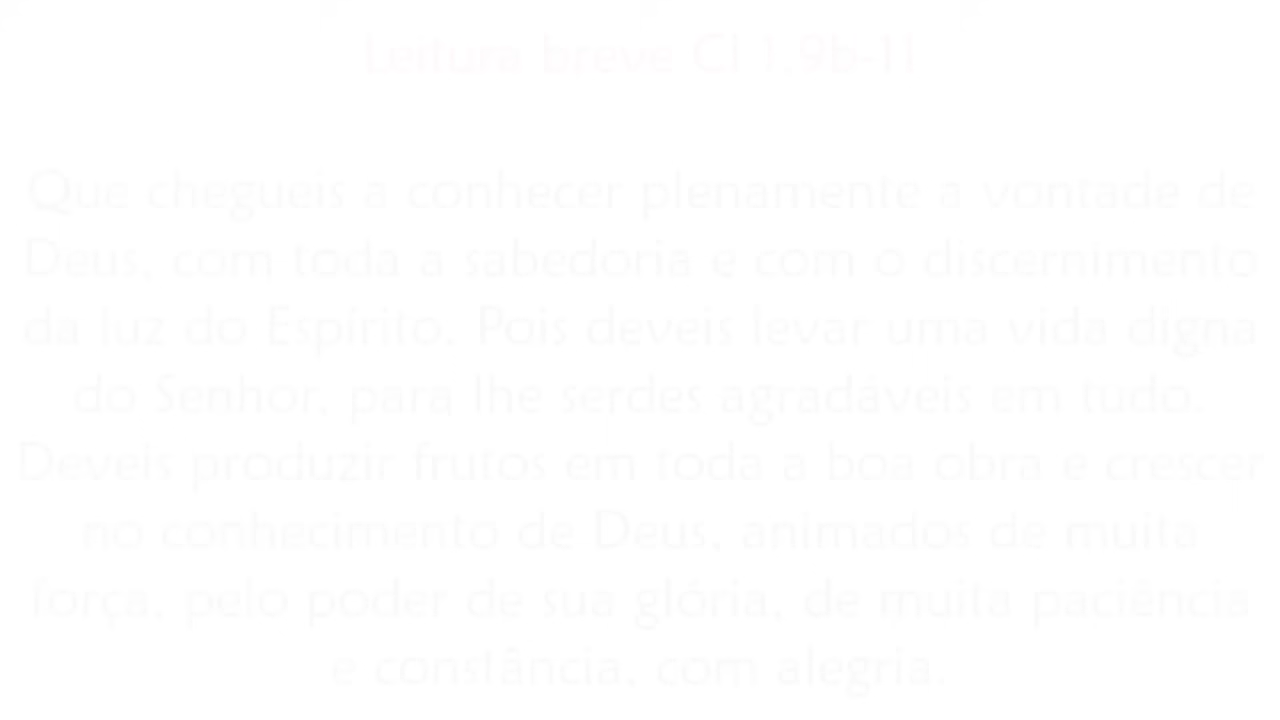 Leitura breve Cl 1,9b-11
Que chegueis a conhecer plenamente a vontade de
Deus, com toda a sabedoria e com o discernimento
da luz do Espírito. Pois deveis levar uma vida digna
do Senhor, para lhe serdes agradáveis em tudo.
Deveis produzir frutos em toda a boa obra e crescer
no conhecimento de Deus, animados de muita
força, pelo poder de sua glória, de muita paciência
e constância, com alegria.